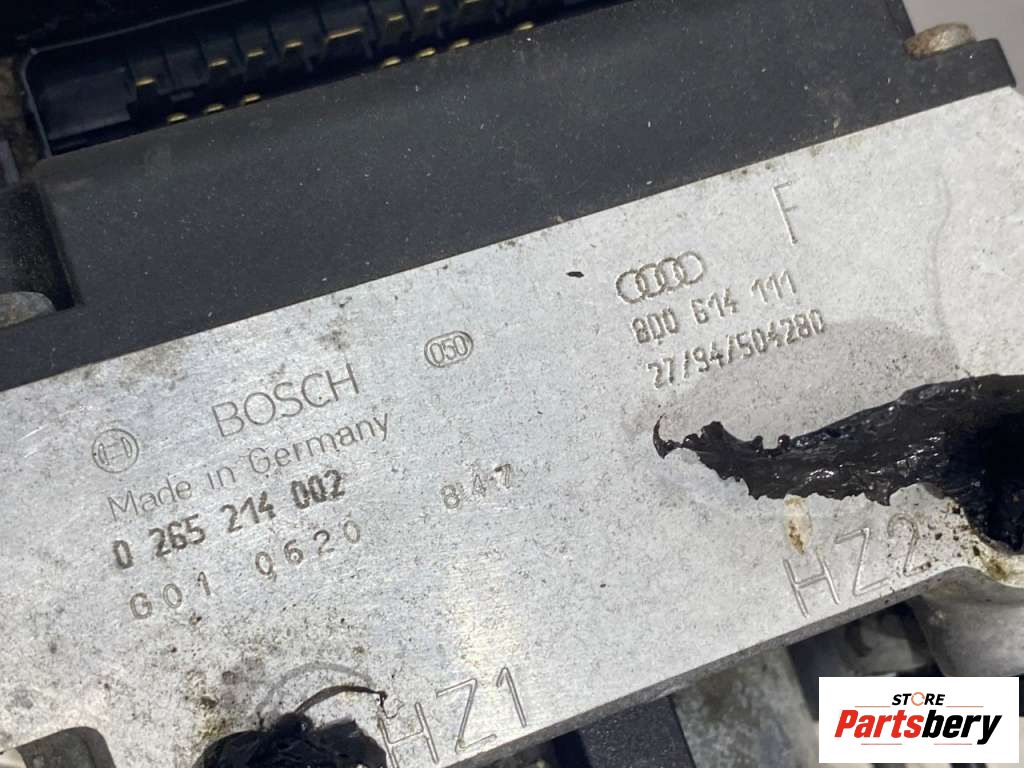 F
8D0 614 111
27/94/504280
050
BOSCH
Made in Germany
0 265 214 002
847
G01 0620
HZ2
HZ1
STORE
Partsbery